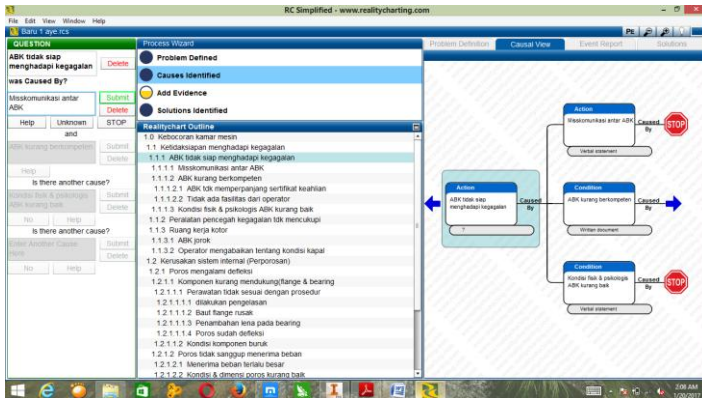 RC Simplified - www.realitycharting.com
File Edit View Window Help
Baru 1 aye.rcs
PE
QUESTION
ABK tidak siap
menghadapi kegagalan
Delete
was Caused By?
Misskomunikasi antar
ABK
Submit
Delete
Help Unknown STOP
and
ABK kurang berkompeten
Submit
Delete
Help
Is there another cause?
Kondisi fisik & psikologis
ABK kurang baik
Submit
Delete
No Help
Is there another cause?
Enter Another Cause
Here
Submit
Delete
No Help
Process Wizard
Problem Defined
Causes Identified
Add Evidence
Solutions Identified
Realitychart Outline
1.0 Kebocoran kamar mesin
1.1 Ketidaksiapan menghadapi kegagalan
1.1.1 ABK tidak siap menghadapi kegagalan
1.1.1.1 Misskomunikasi antar ABK
1.1.1.2 ABK kurang berkompeten
1.1.1.2.1 ABK tdk memperpanjang sertifikat keahlian
1.1.1.2.2 Tidak ada fasilitas dari operator
1.1.1.3 Kondisi fisik & psikologis ABK kurang baik
1.1.2 Peralatan pencegah kegagalan tdk mencukupi
1.1.3 Ruang kerja kotor
1.1.3.1 ABK jorok
1.1.3.2 Operator mengabaikan tentang kondisi kapal
1.2 Kerusakan sistem internal (Perporosan)
1.2.1 Poros mengalami defleksi
1.2.1.1 Komponen kurang mendukung(flange & bearing
1.2.1.1.1 Perawatan tidak sesuai dengan prosedur
1.2.1.1.1.1 dilakukan pengelasan
1.2.1.1.1.2 Baut flange rusak
1.2.1.1.1.3 Penambahan lena pada bearing
1.2.1.1.1.4 Poros sudah defleksi
1.2.1.1.2 Kondisi komponen buruk
1.2.1.2 Poros tidak sanggup menerima beban
1.2.1.2.1 Menerima beban terlalu besar
1.2.1.2.2 Kondisi & dimensi poros kurang baik
Problem Definition Causal View Event Report Solutions
Action
ABK tidak siap
menghadapi kegagalan
?
Caused
By
Action
Misskomunikasi antar ABK
Verbal statement
Caused
By
STOP
Condition
ABK kurang berkompeten
Written document
Caused
By
Condition
Kondisi fisik & psikologis
ABK kurang baik
Verbal statement
Caused
By
STOP
2:08 AM
1/20/2017